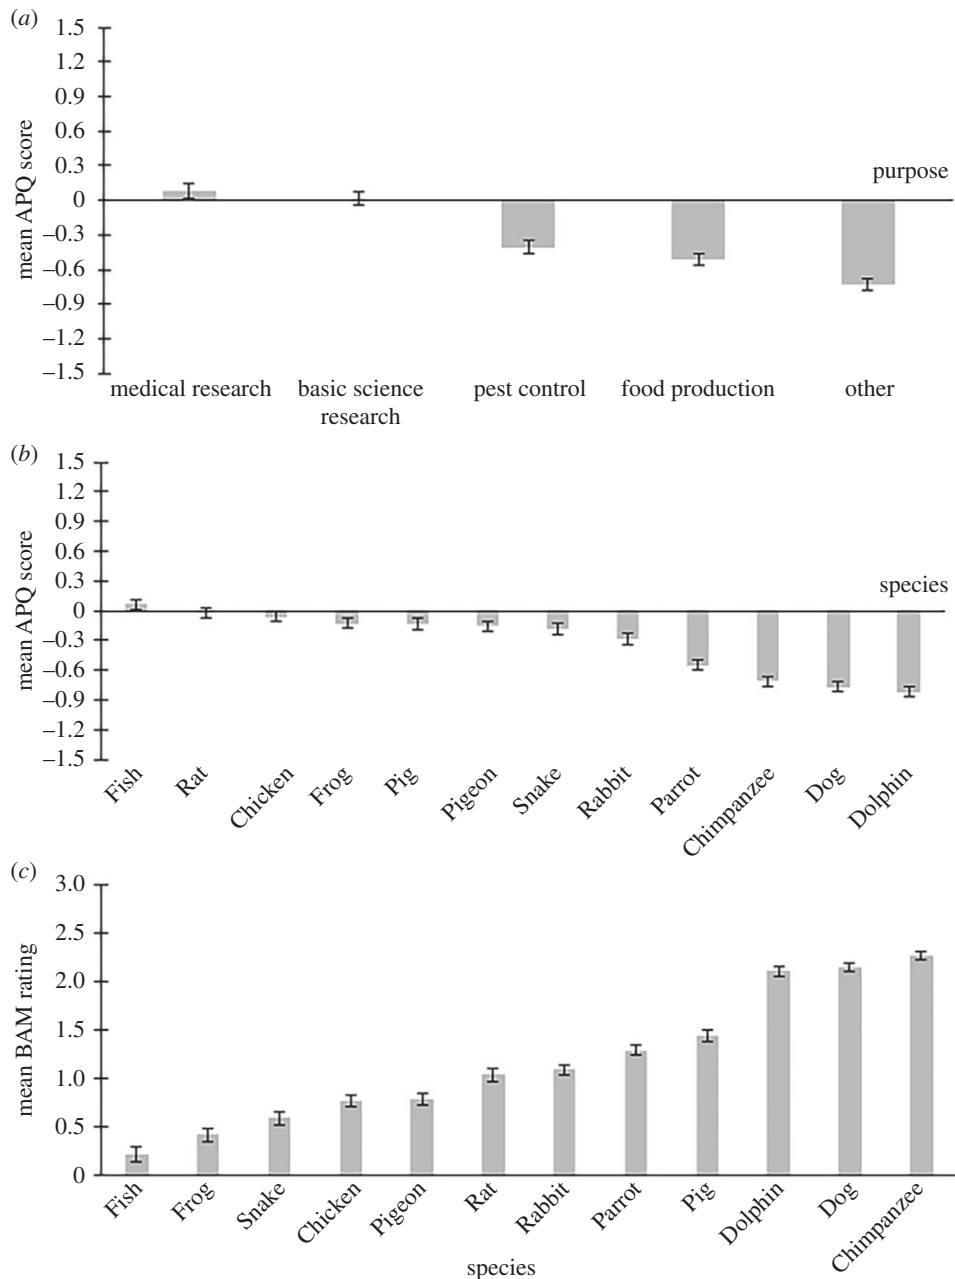 (a)
1.5
1.2
0.9
0.6
0.3
0
–0.3
–0.6
–0.9
–1.2
–1.5
mean APQ score
purpose
medical research
basic science
research
pest control
food production
other
(b)
1.5
1.2
0.9
0.6
0.3
0
–0.3
–0.6
–0.9
–1.2
–1.5
mean APQ score
species
Fish
Rat
Chicken
Frog
Pig
Pigeon
Snake
Rabbit
Parrot
Chimpanzee
Dog
Dolphin
(c)
3.0
2.5
2.0
1.5
1.0
0.5
0
mean BAM rating
Fish
Frog
Snake
Chicken
Pigeon
Rat
Rabbit
Parrot
Pig
Dolphin
Dog
Chimpanzee
species